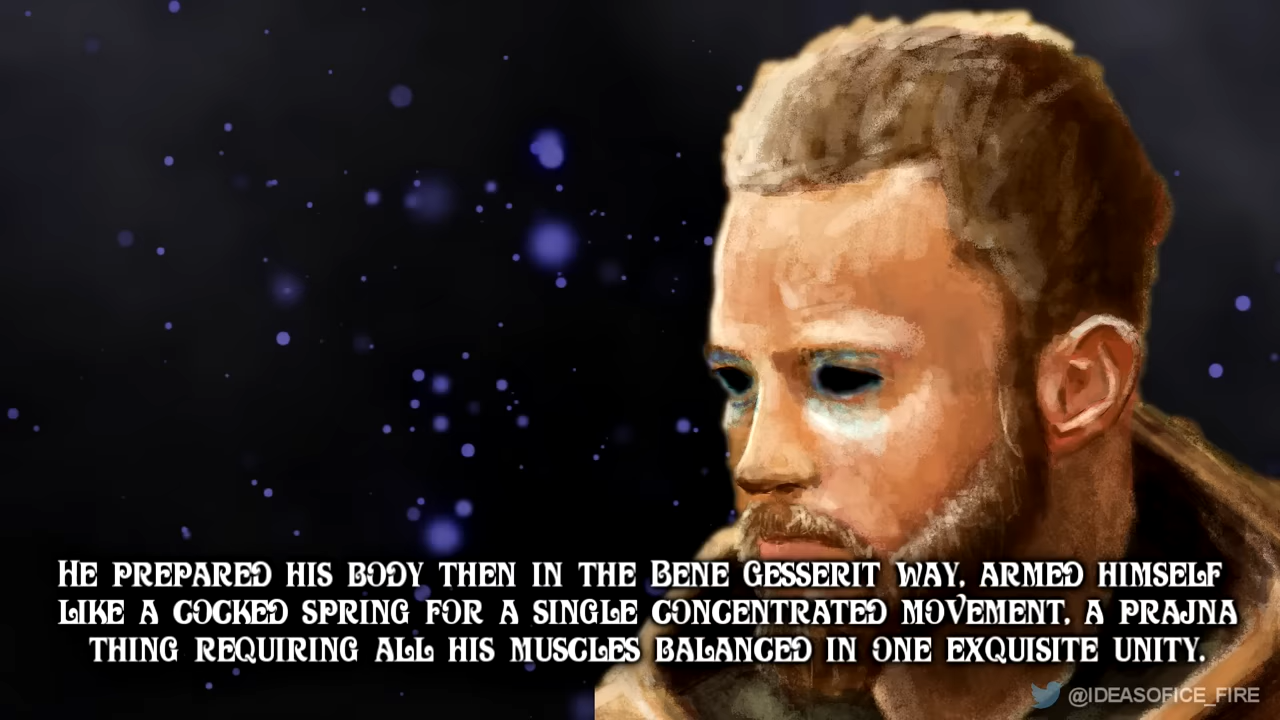 He prepared his body then in the Bene Gesserit way, armed himself
like a cocked spring for a single concentrated movement, a prajna
thing requiring all his muscles balanced in one exquisite unity.
@IDEASOFICE_FIRE